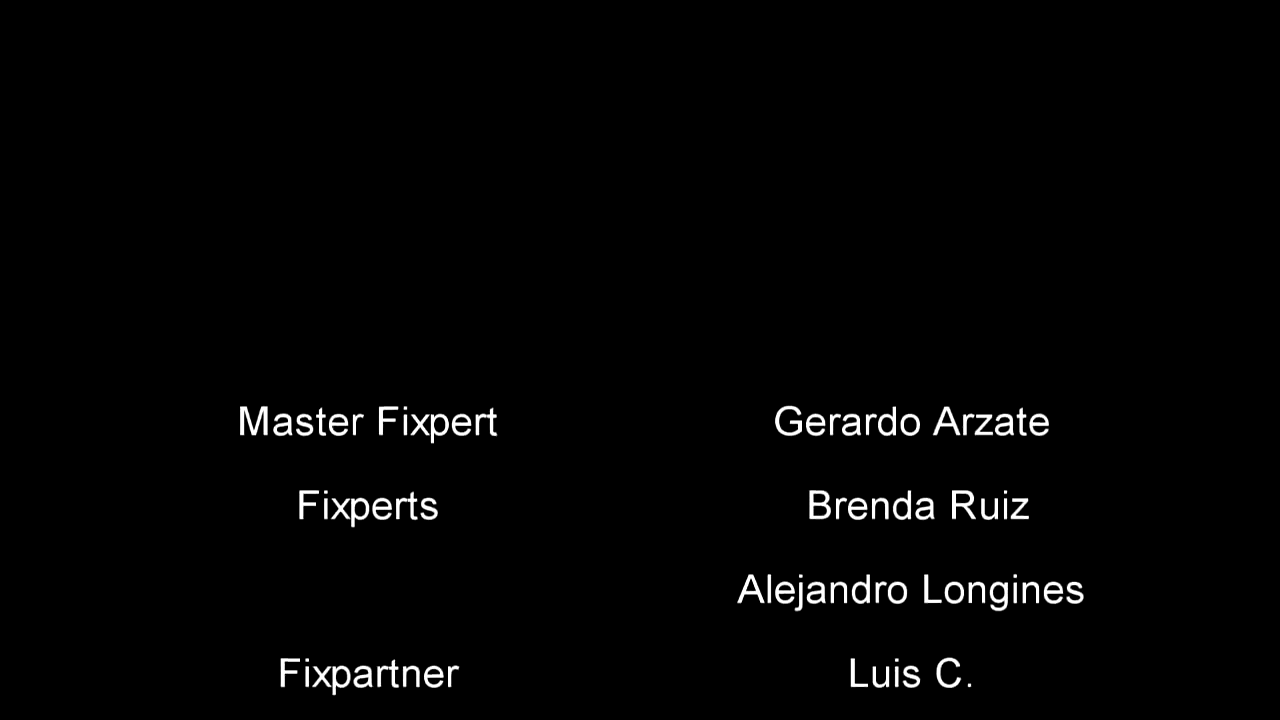 Master Fixpert Gerardo Arzate
Fixperts Brenda Ruiz
Alejandro Longines
Fixpartner Luis C.